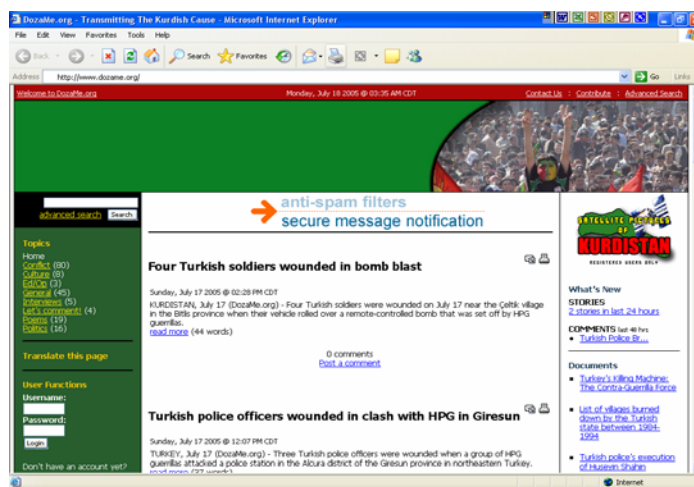 DozaMe.org - Transmitting The Kurdish Cause - Microsoft Internet Explorer
File Edit View Favorites Tools Help
Back Search Favorites
Address http://www.dozame.org/ Go Links
Welcome to DozaMe.org Monday, July 18 2005 @ 03:35 AM CDT Contact Us : Contribute : Advanced Search
anti-spam filters
secure message notification
advanced search Search
Topics
Home
Conflict (80)
Culture (8)
Ed/Op (3)
General (45)
Interviews (5)
Let's comment! (4)
Poems (19)
Politics (16)
Translate this page
User Functions
Username:
Password:
Login
Don't have an account yet?
Four Turkish soldiers wounded in bomb blast
Sunday, July 17 2005 @ 02:28 PM CDT
KURDISTAN, July 17 (DozaMe.org) - Four Turkish soldiers were wounded on July 17 near the Çeltik village
in the Bitlis province when their vehicle rolled over a remote-controlled bomb that was set off by HPG
guerrillas.
read more (44 words)
0 comments
Post a comment
Turkish police officers wounded in clash with HPG in Giresun
Sunday, July 17 2005 @ 12:07 PM CDT
TURKEY, July 17 (DozaMe.org) - Three Turkish police officers were wounded when a group of HPG
guerrillas attacked a police station in the Alcura district of the Giresun province in northeastern Turkey.
read more (37 words)
SATELLITE PICTURES
OF
KURDISTAN
REGISTERED USERS ONLY
What's New
STORIES
2 stories in last 24 hours
COMMENTS last 48 hrs
Turkish Police Br...
Documents
Turkey's Killing Machine:
The Contra-Guerrilla Force
List of villages burned
down by the Turkish
state between 1984-
1994
Turkish police's execution
of Huseyin Shahin
Internet